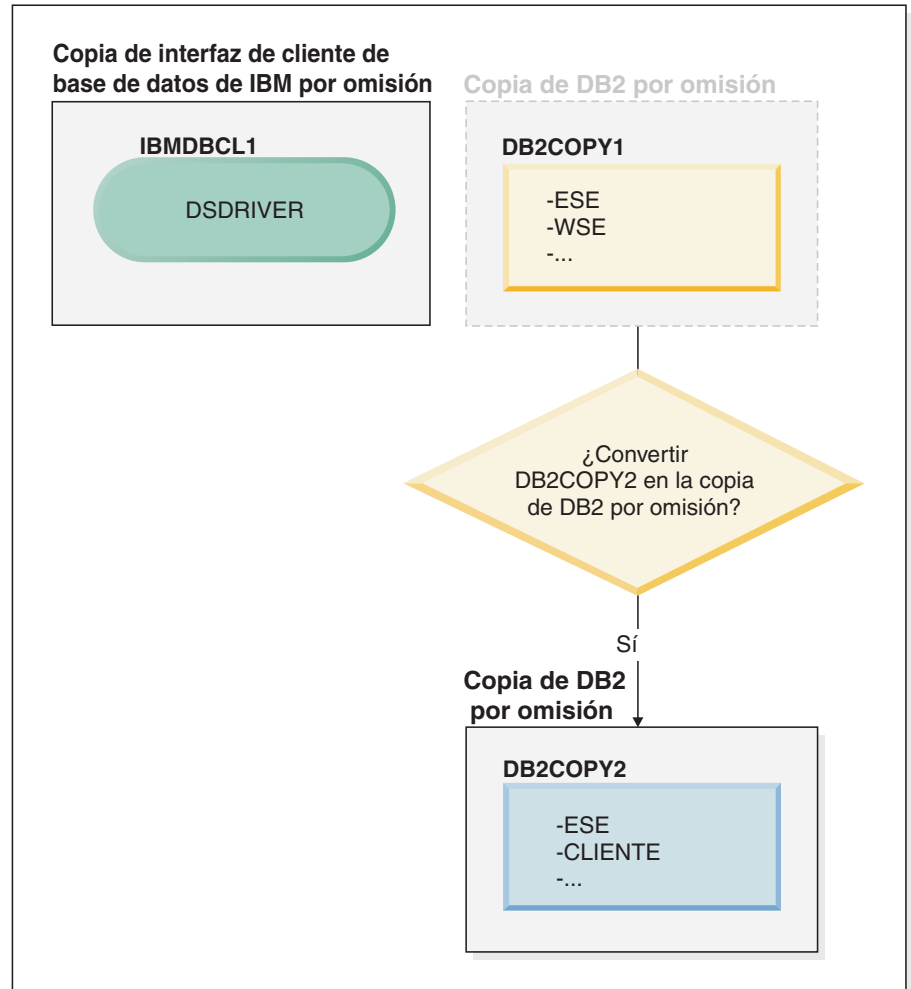 Copia de interfaz de cliente de
base de datos de IBM por omisión
IBMDBCL1
DSDRIVER
Copia de DB2 por omisión
DB2COPY1
-ESE
-WSE
-...
¿Convertir
DB2COPY2 en la copia
de DB2 por omisión?
Sí
Copia de DB2
por omisión
DB2COPY2
-ESE
-CLIENTE
-...